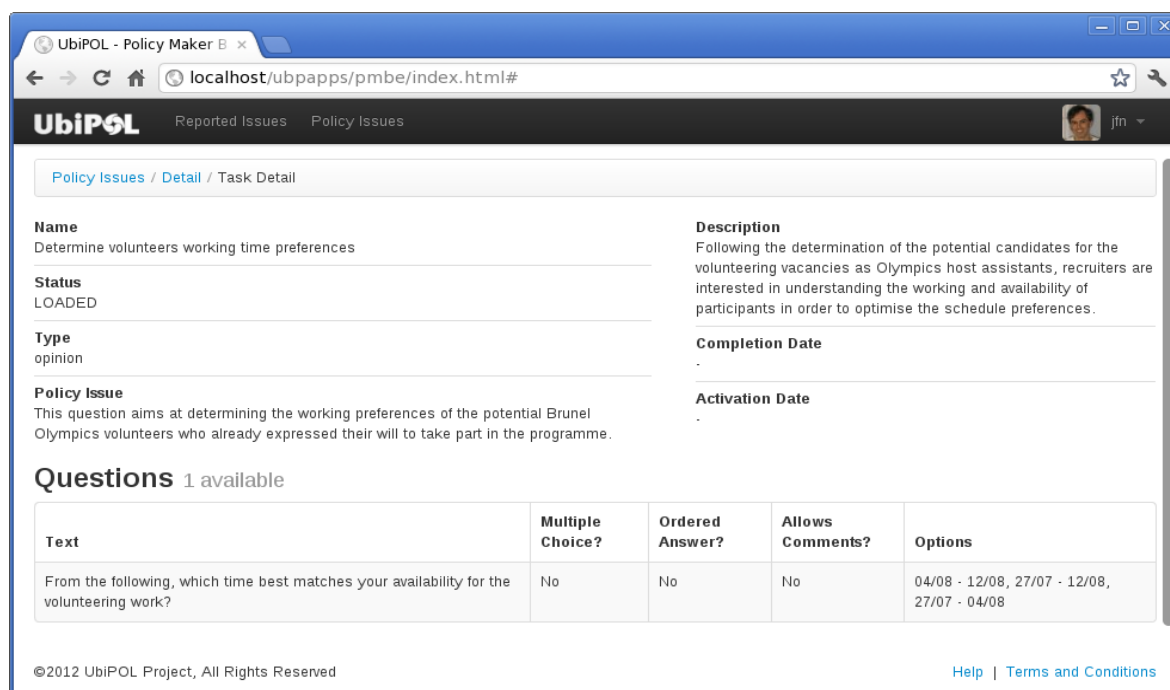 UbiPOL - Policy Maker B
localhost/ubpapps/pmbe/index.html#
UbiPOL Reported Issues Policy Issues jfn
Policy Issues / Detail / Task Detail
Name
Determine volunteers working time preferences
Status
LOADED
Type
opinion
Policy Issue
This question aims at determining the working preferences of the potential Brunel
Olympics volunteers who already expressed their will to take part in the programme.
Description
Following the determination of the potential candidates for the
volunteering vacancies as Olympics host assistants, recruiters are
interested in understanding the working and availability of
participants in order to optimise the schedule preferences.
Completion Date
-
Activation Date
-
Questions 1 available
Text Multiple Choice? Ordered Answer? Allows Comments? Options
From the following, which time best matches your availability for the
volunteering work?
No No No
04/08 - 12/08, 27/07 - 12/08,
27/07 - 04/08
©2012 UbiPOL Project, All Rights Reserved
Help | Terms and Conditions